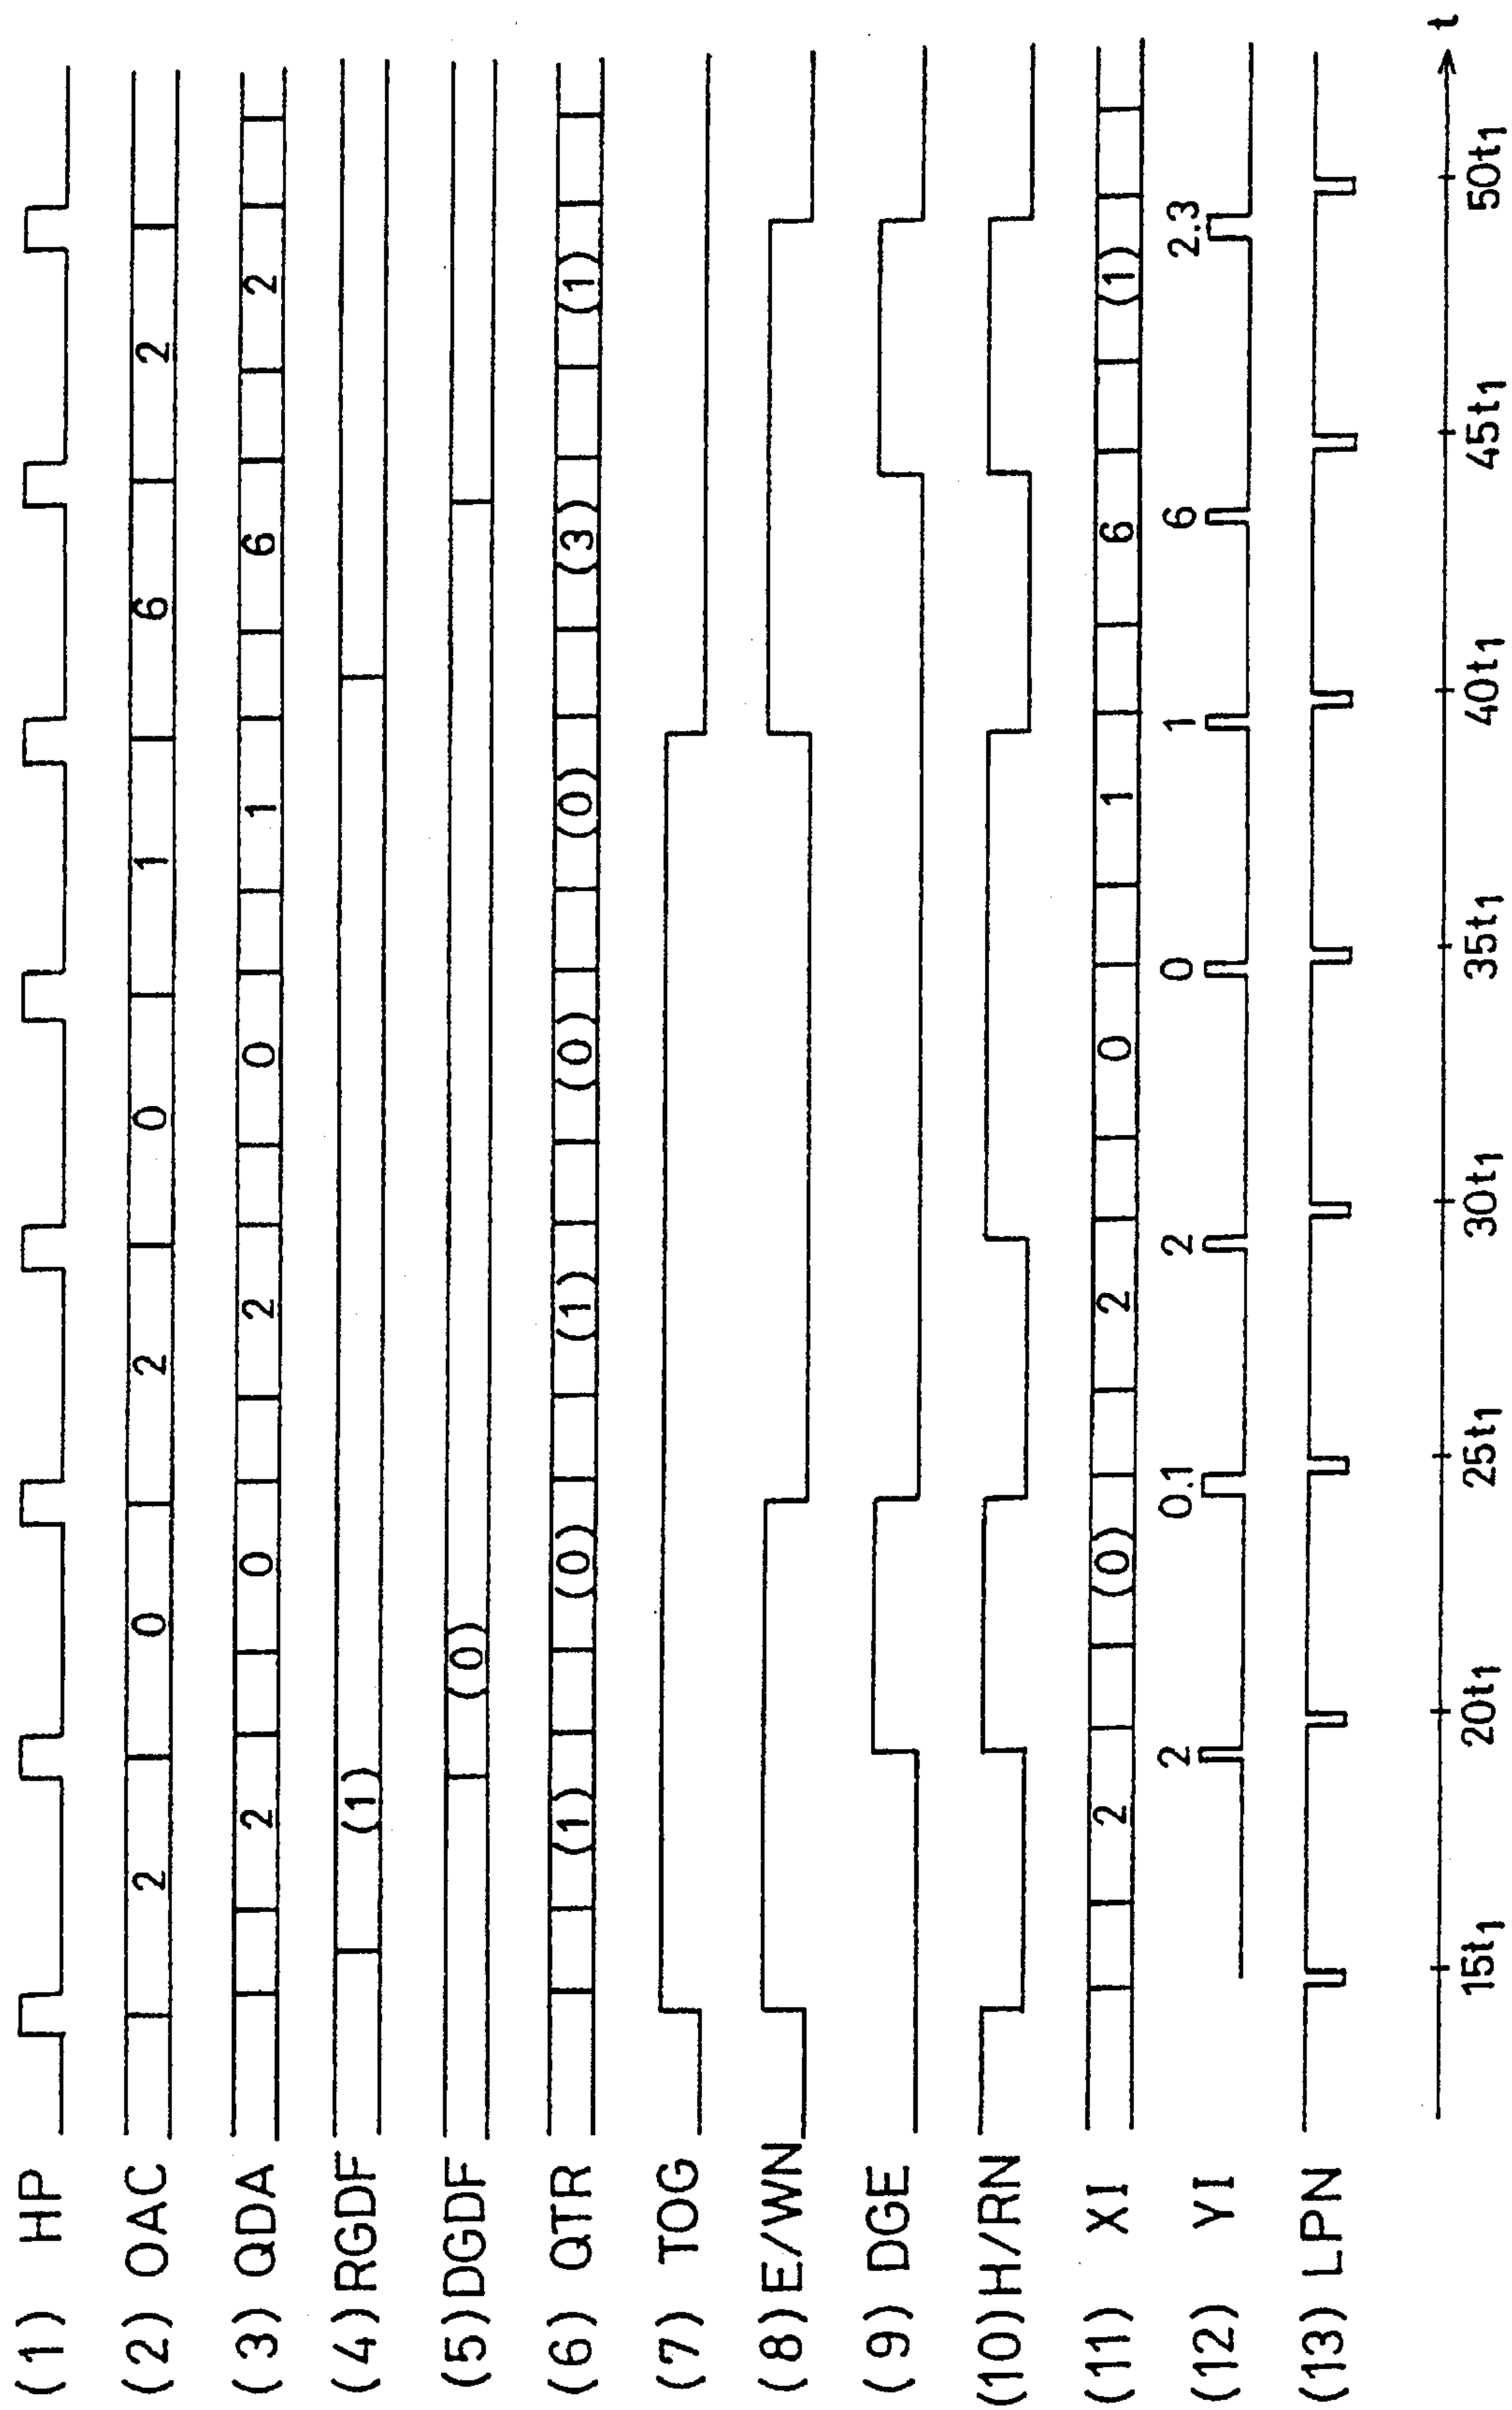 (1) HP
(2) OAC 2 0 2 0 1 6 2
(3) QDA 2 0 2 0 1 6 2
(4) RGDF (1)
(5) DGDF (0)
(6) QTR (1) (0) (1) (0) (0) (3) (1)
(7) TOG
(8) E/WN
(9) DGE
(10) H/RN
(11) XI 2 (0) 2 0 1 6 (1)
(12) YI 2 0.1 2 0 1 6 2.3
(13) LPN
15t1 20t1 25t1 30t1 35t1 40t1 45t1 50t1 t